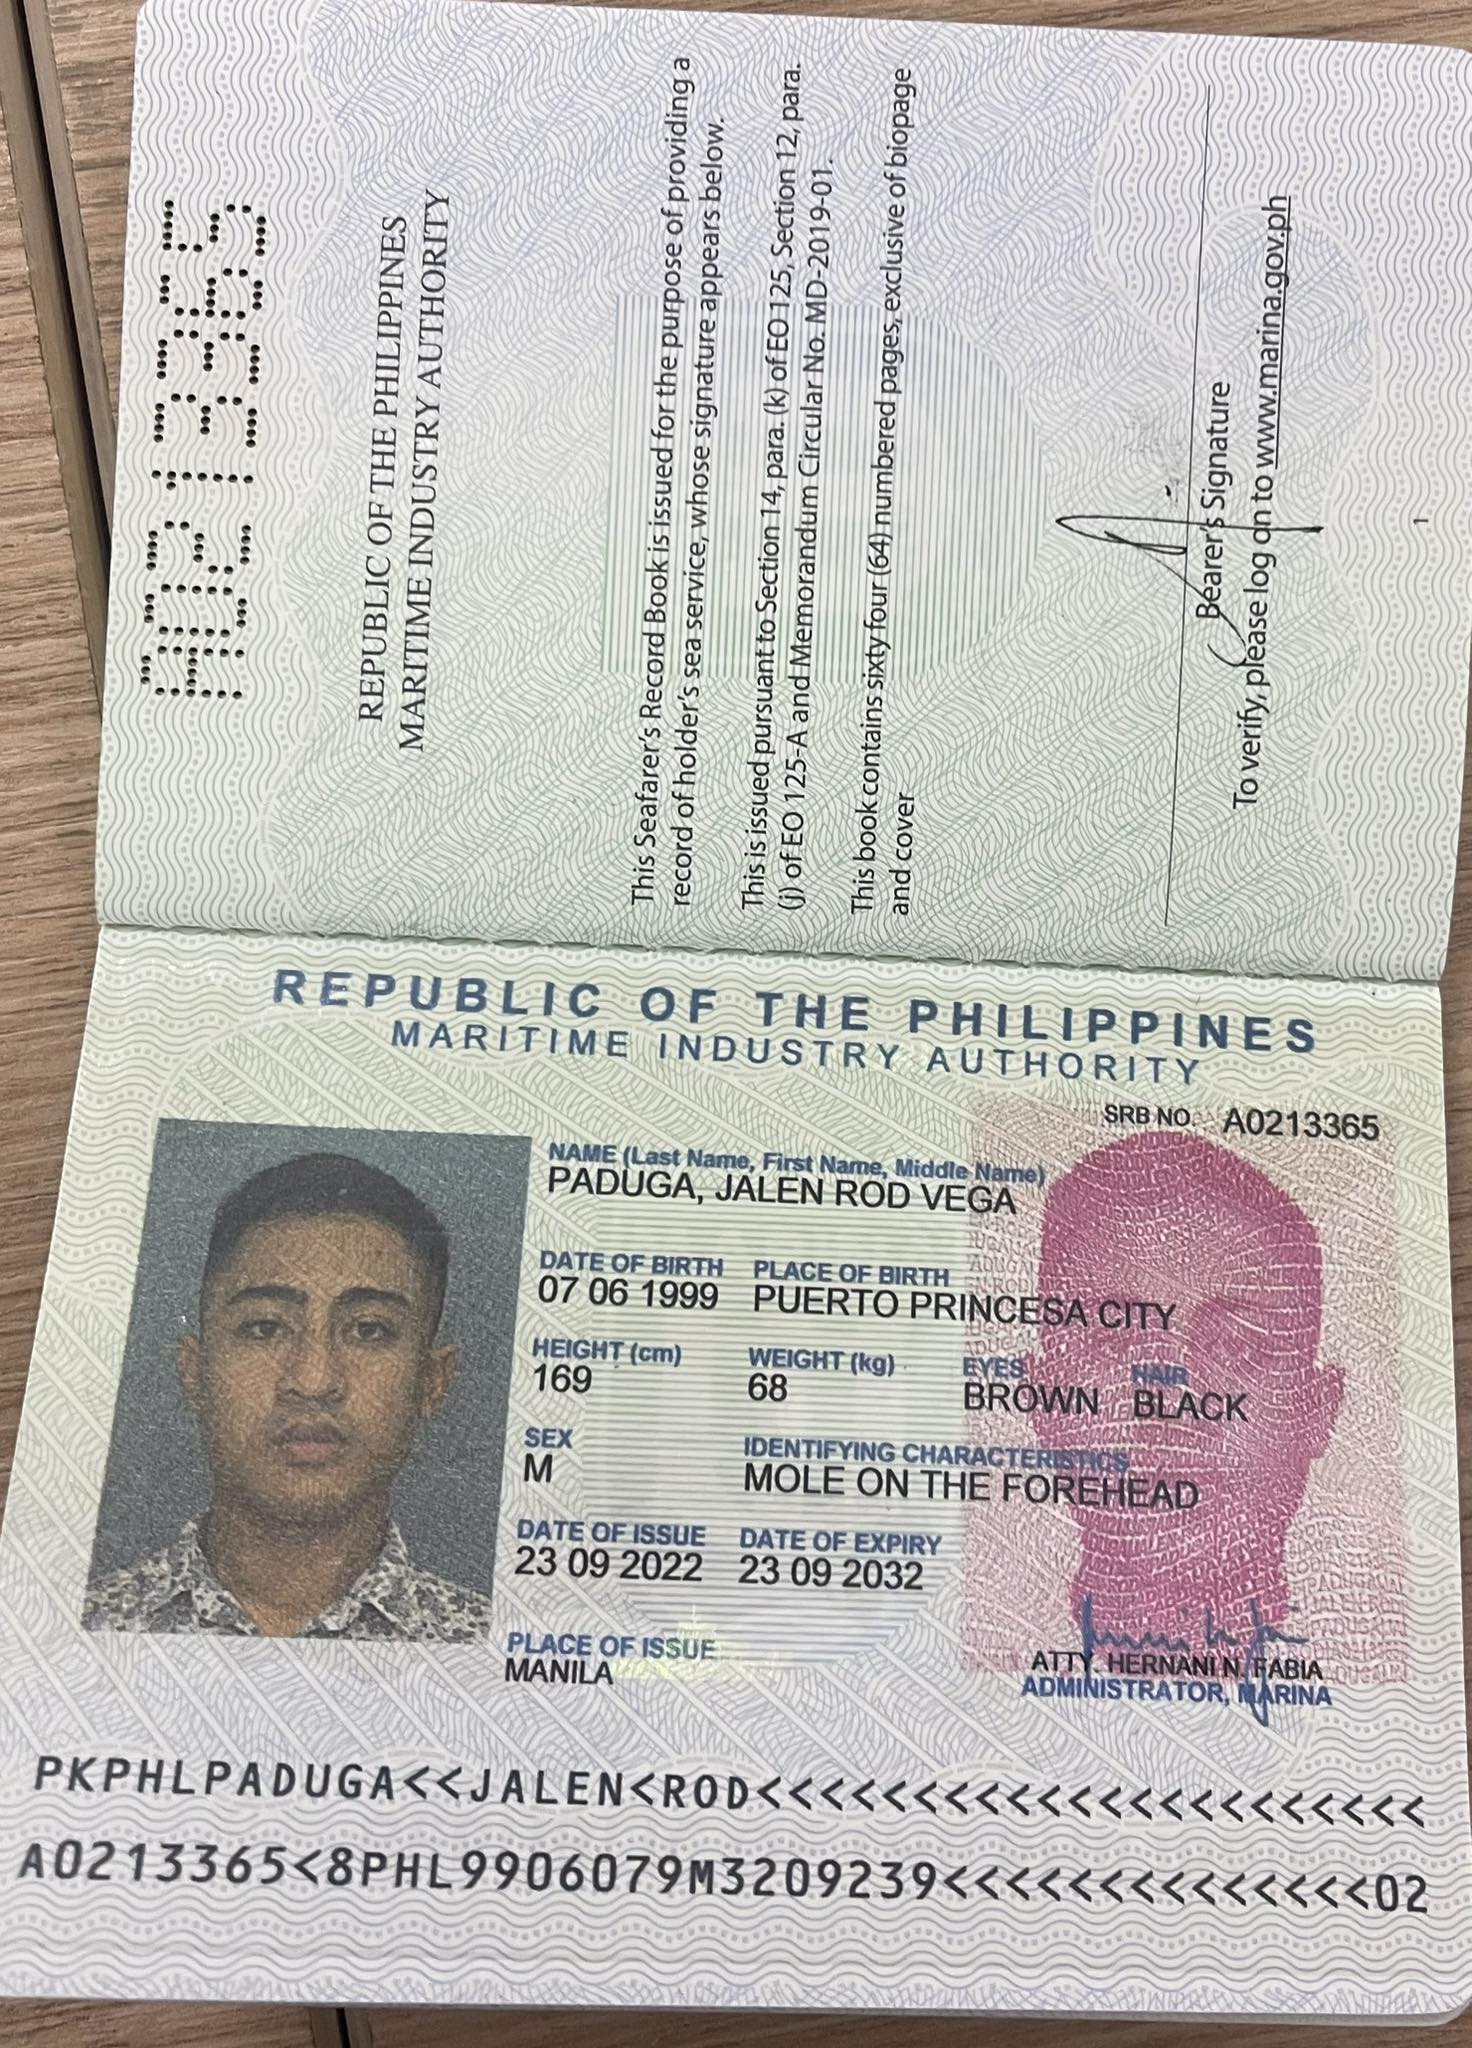 A0213365
REPUBLIC OF THE PHILIPPINES
MARITIME INDUSTRY AUTHORITY
This Seafarer's Record Book is issued for the purpose of providing a
record of holder's sea service, whose signature appears below.
This is issued pursuant to Section 14, para. (k) of EO 125, Section 12, para.
(j) of EO 125-A and Memorandum Circular No. MD-2019-01.
This book contains sixty four (64) numbered pages, exclusive of biopage
and cover
Bearer's Signature
To verify, please log on to www.marina.gov.ph
1
REPUBLIC OF THE PHILIPPINES
MARITIME INDUSTRY AUTHORITY
SRB NO. A0213365
NAME (Last Name, First Name, Middle Name)
PADUGA, JALEN ROD VEGA
DATE OF BIRTH PLACE OF BIRTH
07 06 1999 PUERTO PRINCESA CITY
HEIGHT (cm) WEIGHT (kg) EYES HAIR
169 68 BROWN BLACK
SEX IDENTIFYING CHARACTERISTICS
M MOLE ON THE FOREHEAD
DATE OF ISSUE DATE OF EXPIRY
23 09 2022 23 09 2032
PLACE OF ISSUE
MANILA
ATTY. HERNANI N. FABIA
ADMINISTRATOR, MARINA
PKPHLPADUGA<<JALEN<ROD<<<<<<<<<<<<<<<<<<<<<<
A0213365<8PHL9906079M3209239<<<<<<<<<<<<<<02